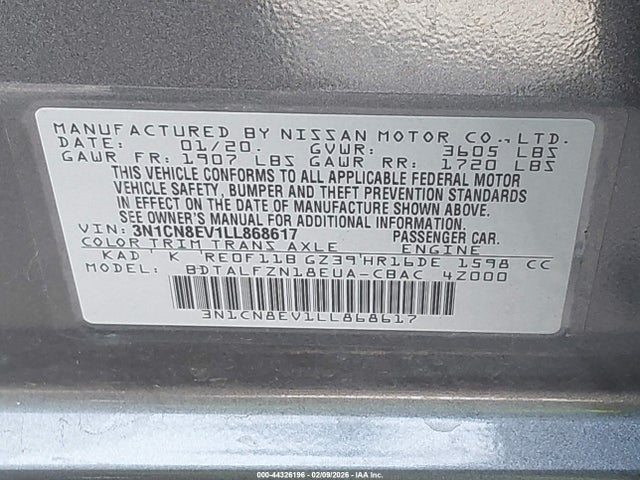 MANUFACTURED BY NISSAN MOTOR CO., LTD.
DATE: 01/20. GVWR: 3605 LBS
GAWR FR: 1907 LBS GAWR RR: 1720 LBS
THIS VEHICLE CONFORMS TO ALL APPLICABLE FEDERAL MOTOR
VEHICLE SAFETY, BUMPER AND THEFT PREVENTION STANDARDS
IN EFFECT ON THE DATE OF MANUFACTURE SHOWN ABOVE.
SEE OWNER'S MANUAL FOR ADDITIONAL INFORMATION.
VIN: 3N1CN8EV1LL868617 PASSENGER CAR.
COLOR TRIM TRANS AXLE ENGINE
KAD K RE0F11B GZ39 HR16DE 1598 CC
MODEL: BDTALFZN18EUA-CBAC 4Z000
3N1CN8EV1LL868617
000-44326196 - 02/09/2026 - IAAI.COM